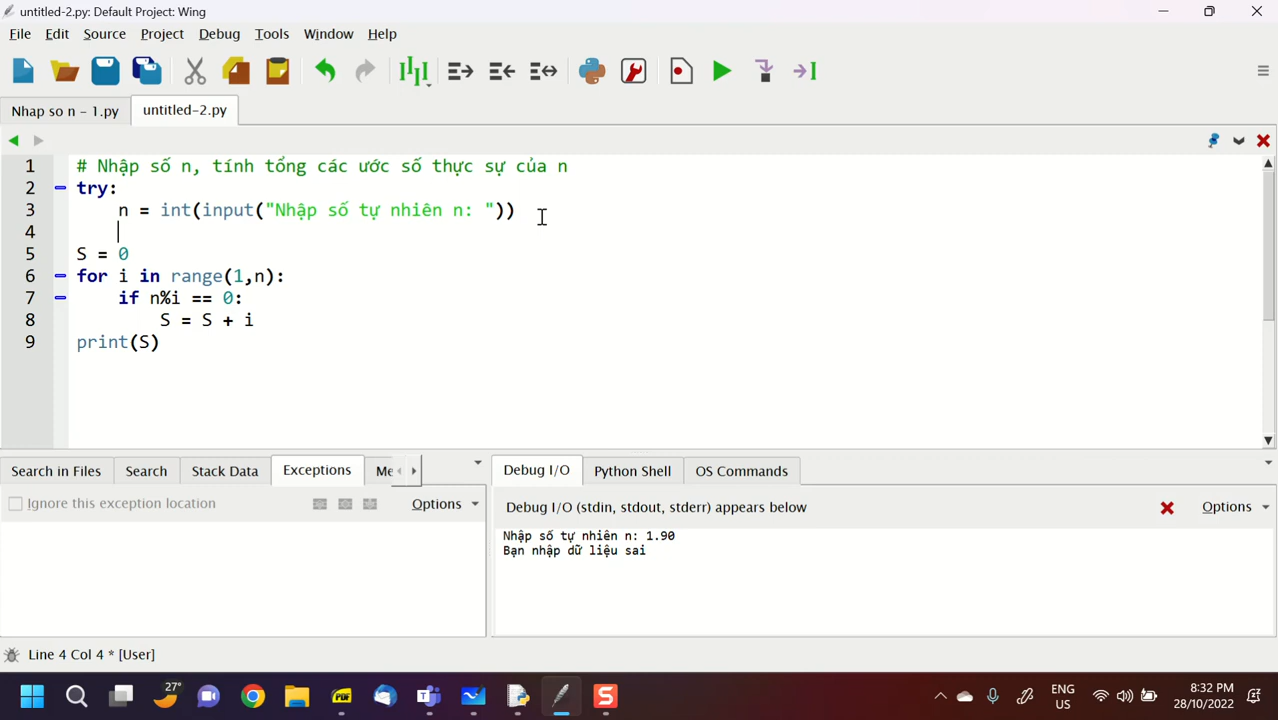 untitled-2.py: Default Project: Wing
File Edit Source Project Debug Tools Window Help
Nhap so n - 1.py untitled-2.py
1 # Nhập số n, tính tổng các ước số thực sự của n
2 try:
3 n = int(input("Nhập số tự nhiên n: "))
4
5 S = 0
6 for i in range(1,n):
7 if n%i == 0:
8 S = S + i
9 print(S)
Search in Files Search Stack Data Exceptions Me
Debug I/O Python Shell OS Commands
Ignore this exception location Options
Debug I/O (stdin, stdout, stderr) appears below Options
Nhập số tự nhiên n: 1.90
Bạn nhập dữ liệu sai
Line 4 Col 4 * [User]
27°
ENG
US
8:32 PM
28/10/2022